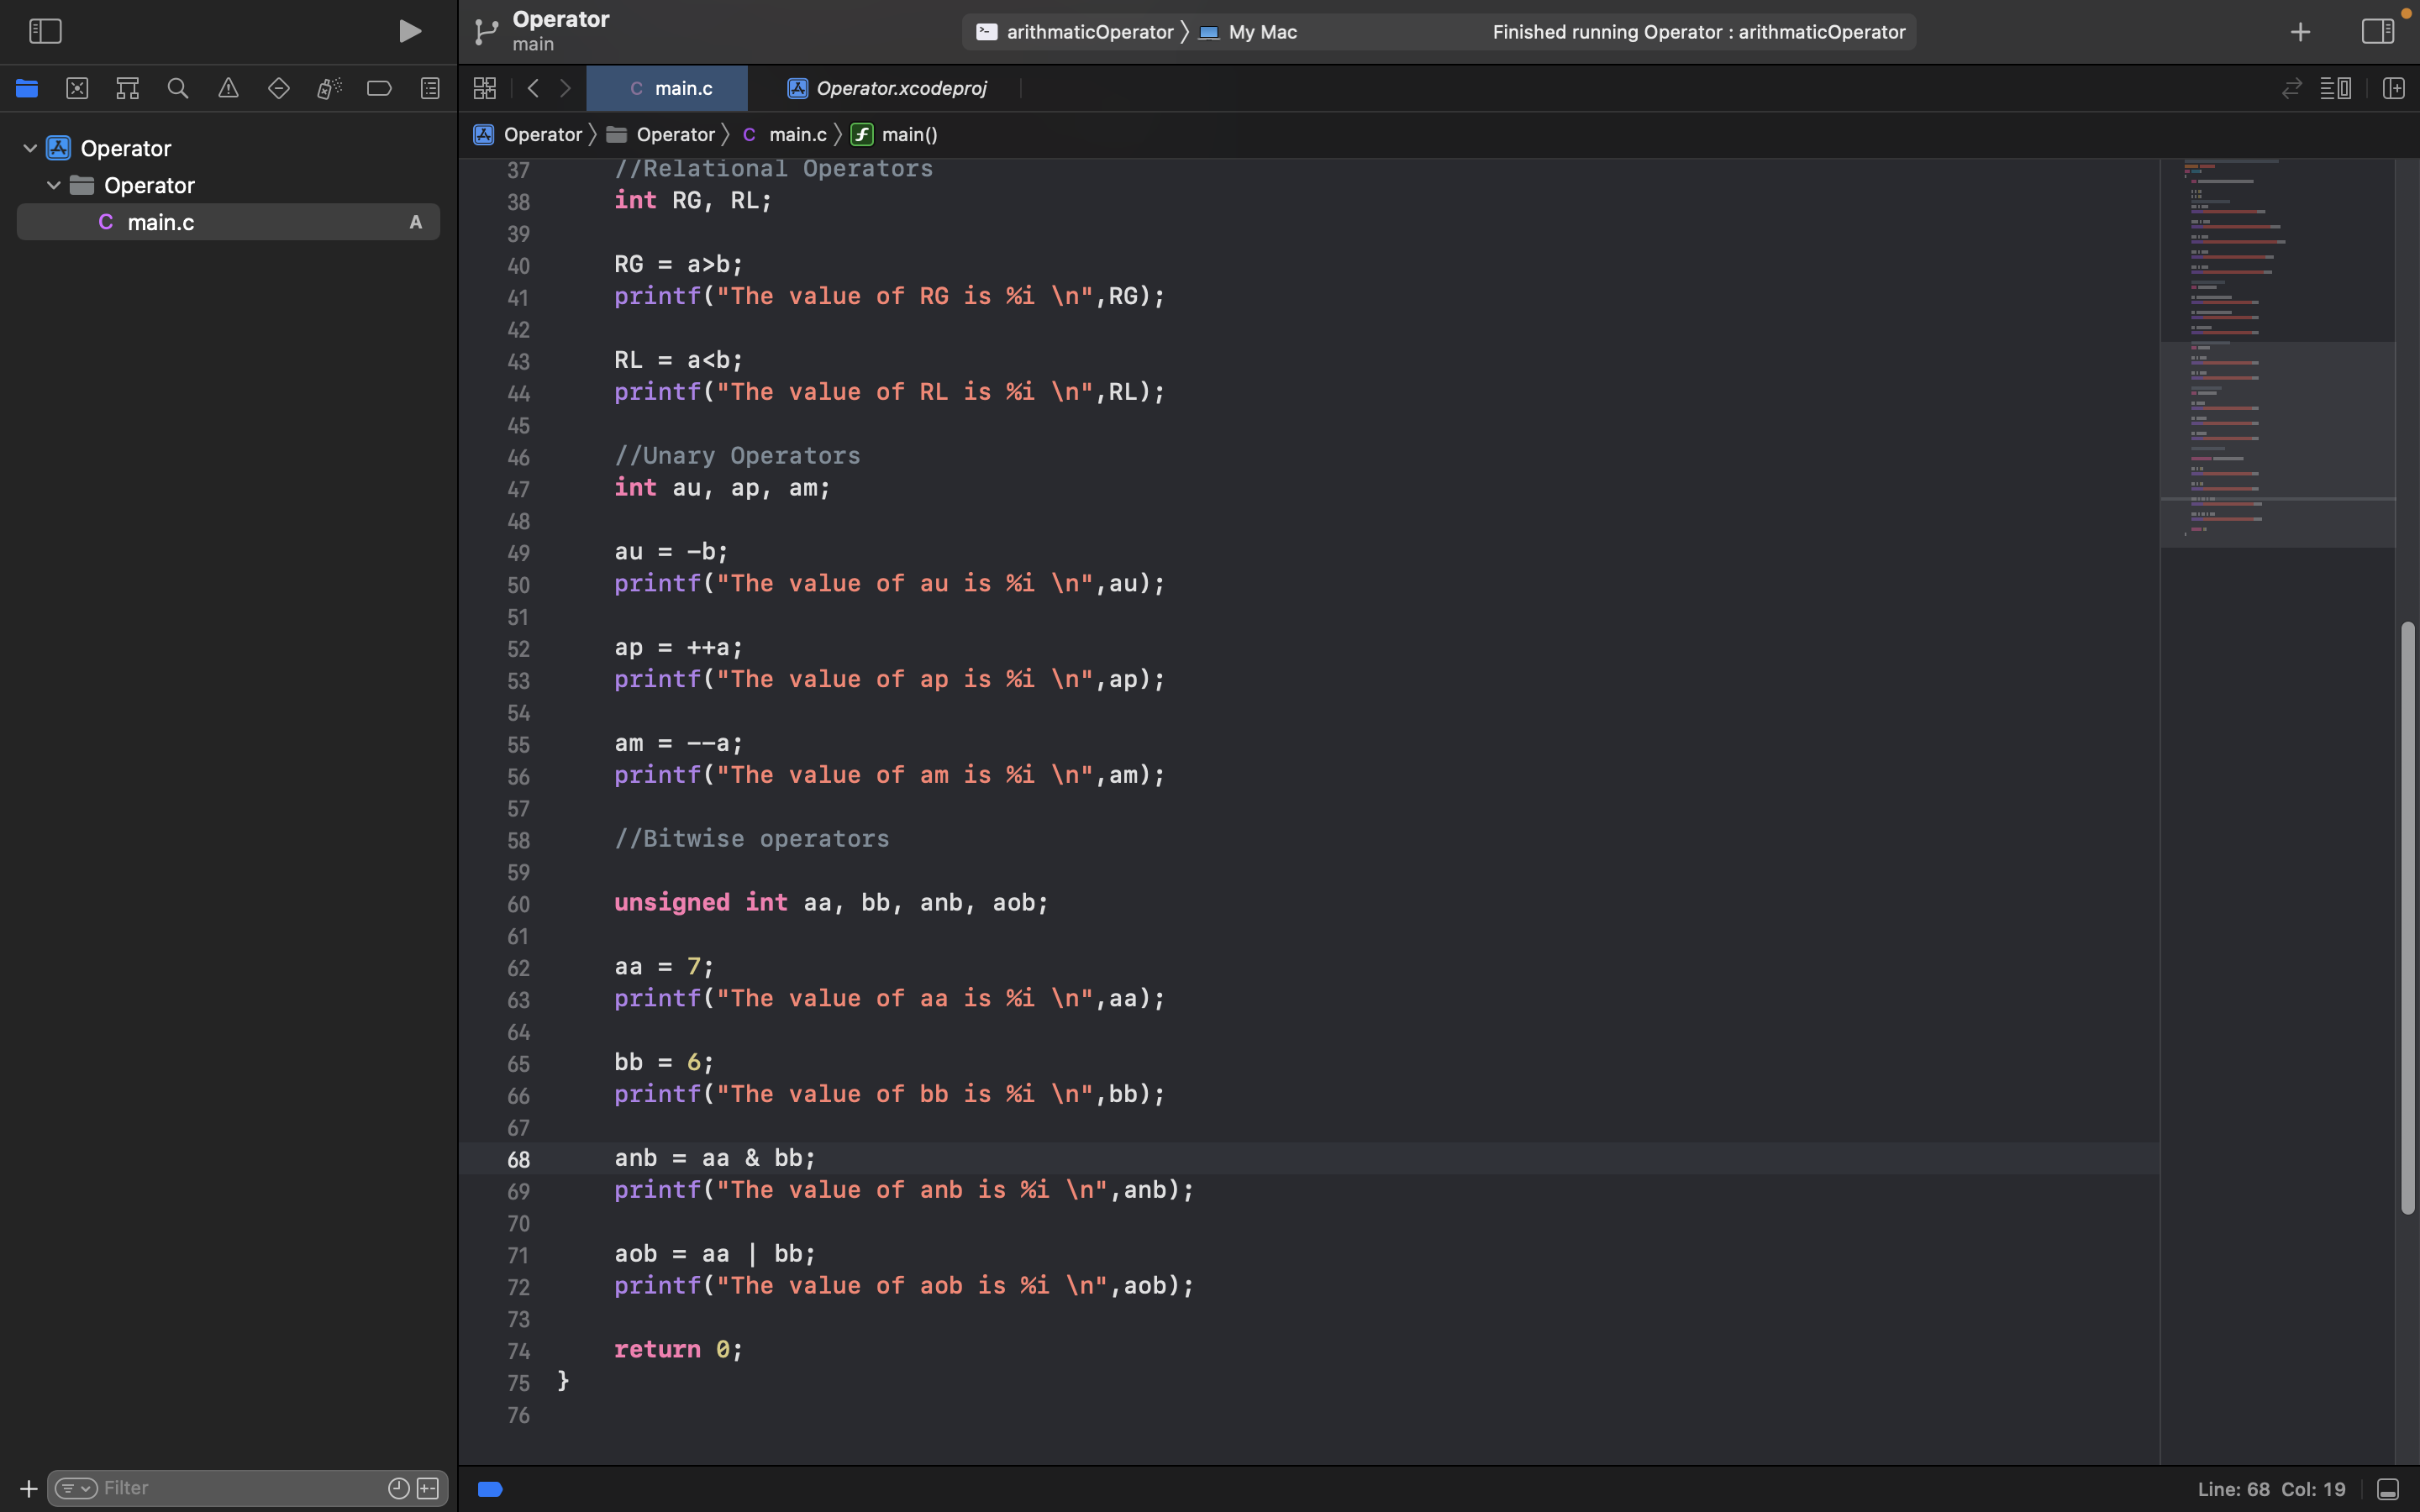 Operator
main
arithmaticOperator 〉 My Mac
Finished running Operator : arithmaticOperator
C main.c
Operator.xcodeproj
Operator 〉 Operator 〉 C main.c 〉 f main()
Operator
Operator
C main.c A
37 //Relational Operators
38 int RG, RL;
39
40 RG = a>b;
41 printf("The value of RG is %i \n",RG);
42
43 RL = a<b;
44 printf("The value of RL is %i \n",RL);
45
46 //Unary Operators
47 int au, ap, am;
48
49 au = -b;
50 printf("The value of au is %i \n",au);
51
52 ap = ++a;
53 printf("The value of ap is %i \n",ap);
54
55 am = --a;
56 printf("The value of am is %i \n",am);
57
58 //Bitwise operators
59
60 unsigned int aa, bb, anb, aob;
61
62 aa = 7;
63 printf("The value of aa is %i \n",aa);
64
65 bb = 6;
66 printf("The value of bb is %i \n",bb);
67
68 anb = aa & bb;
69 printf("The value of anb is %i \n",anb);
70
71 aob = aa | bb;
72 printf("The value of aob is %i \n",aob);
73
74 return 0;
75 }
76
Filter
Line: 68 Col: 19